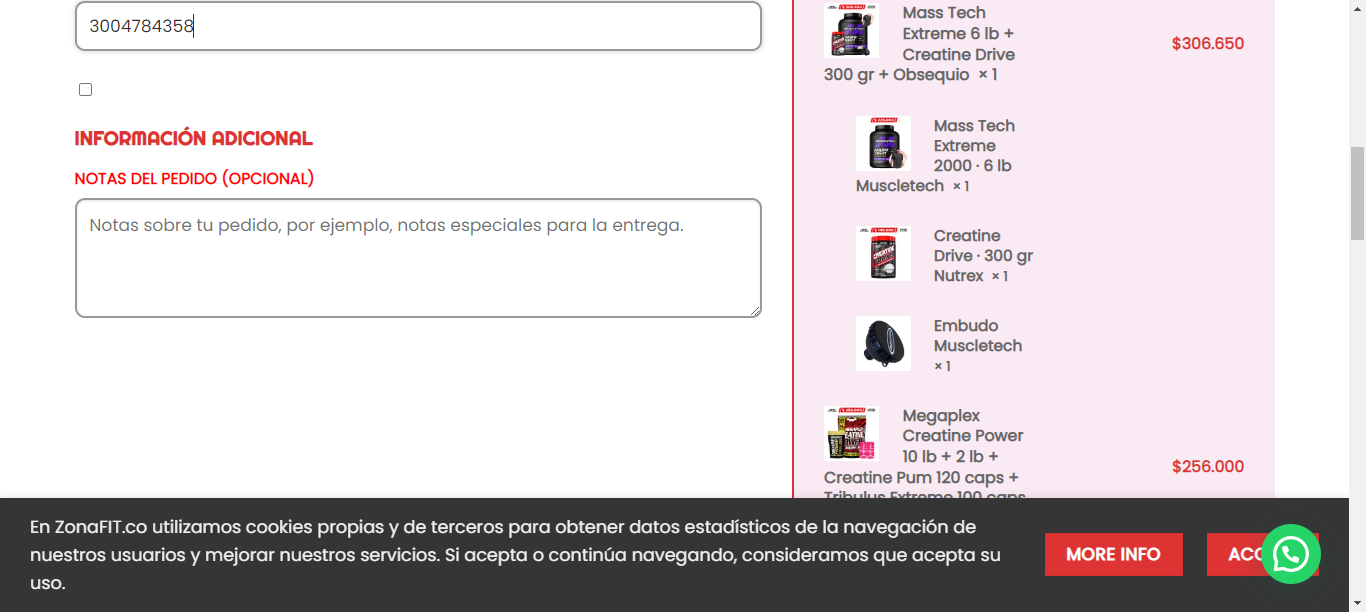 3004784358
INFORMACIÓN ADICIONAL
NOTAS DEL PEDIDO (OPCIONAL)
Notas sobre tu pedido, por ejemplo, notas especiales para la entrega.
Mass Tech
Extreme 6 lb +
Creatine Drive
300 gr + Obsequio × 1
$306.650
Mass Tech
Extreme
2000 · 6 lb
Muscletech × 1
Creatine
Drive · 300 gr
Nutrex × 1
Embudo
Muscletech
× 1
Megaplex
Creatine Power
10 lb + 2 lb +
Creatine Pum 120 caps +
Tribulus Extreme 100 caps
$256.000
En ZonaFIT.co utilizamos cookies propias y de terceros para obtener datos estadísticos de la navegación de
nuestros usuarios y mejorar nuestros servicios. Si acepta o continúa navegando, consideramos que acepta su
uso.
MORE INFO